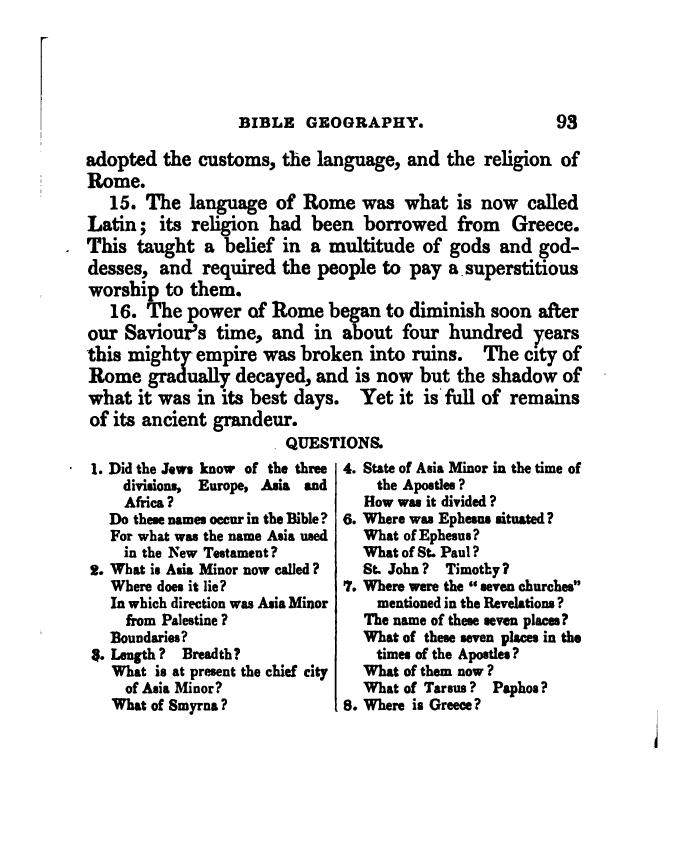 BIBLE GEOGRAPHY. 93
adopted the customs, the language, and the religion of
Rome.
15. The language of Rome was what is now called
Latin; its religion had been borrowed from Greece.
This taught a belief in a multitude of gods and god-
desses, and required the people to pay a superstitious
worship to them.
16. The power of Rome began to diminish soon after
our Saviour's time, and in about four hundred years
this mighty empire was broken into ruins. The city of
Rome gradually decayed, and is now but the shadow of
what it was in its best days. Yet it is full of remains
of its ancient grandeur.
QUESTIONS.
1. Did the Jews know of the three
divisions, Europe, Asia and
Africa?
Do these names occur in the Bible?
For what was the name Asia used
in the New Testament?
2. What is Asia Minor now called?
Where does it lie?
In which direction was Asia Minor
from Palestine?
Boundaries?
3. Length? Breadth?
What is at present the chief city
of Asia Minor?
What of Smyrna?
4. State of Asia Minor in the time of
the Apostles?
How was it divided?
6. Where was Ephesus situated?
What of Ephesus?
What of St. Paul?
St. John? Timothy?
7. Where were the "seven churches"
mentioned in the Revelations?
The name of these seven places?
What of these seven places in the
times of the Apostles?
What of them now?
What of Tarsus? Paphos?
8. Where is Greece?